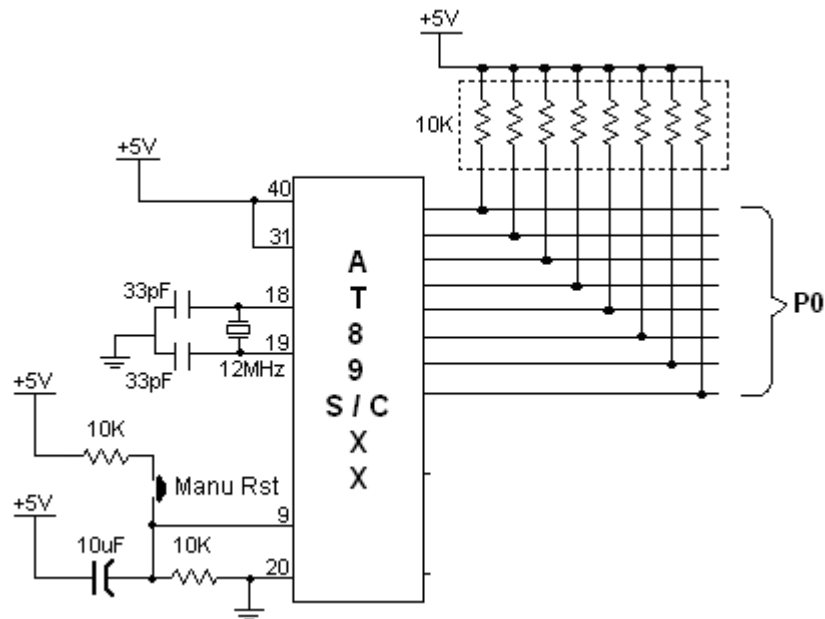 +5V
10K
+5V
40
31
A
T
8
9
S / C
X
X
P0
33pF
18
19
33pF
12MHz
+5V
10K
Manu Rst
+5V
9
10uF
10K
20